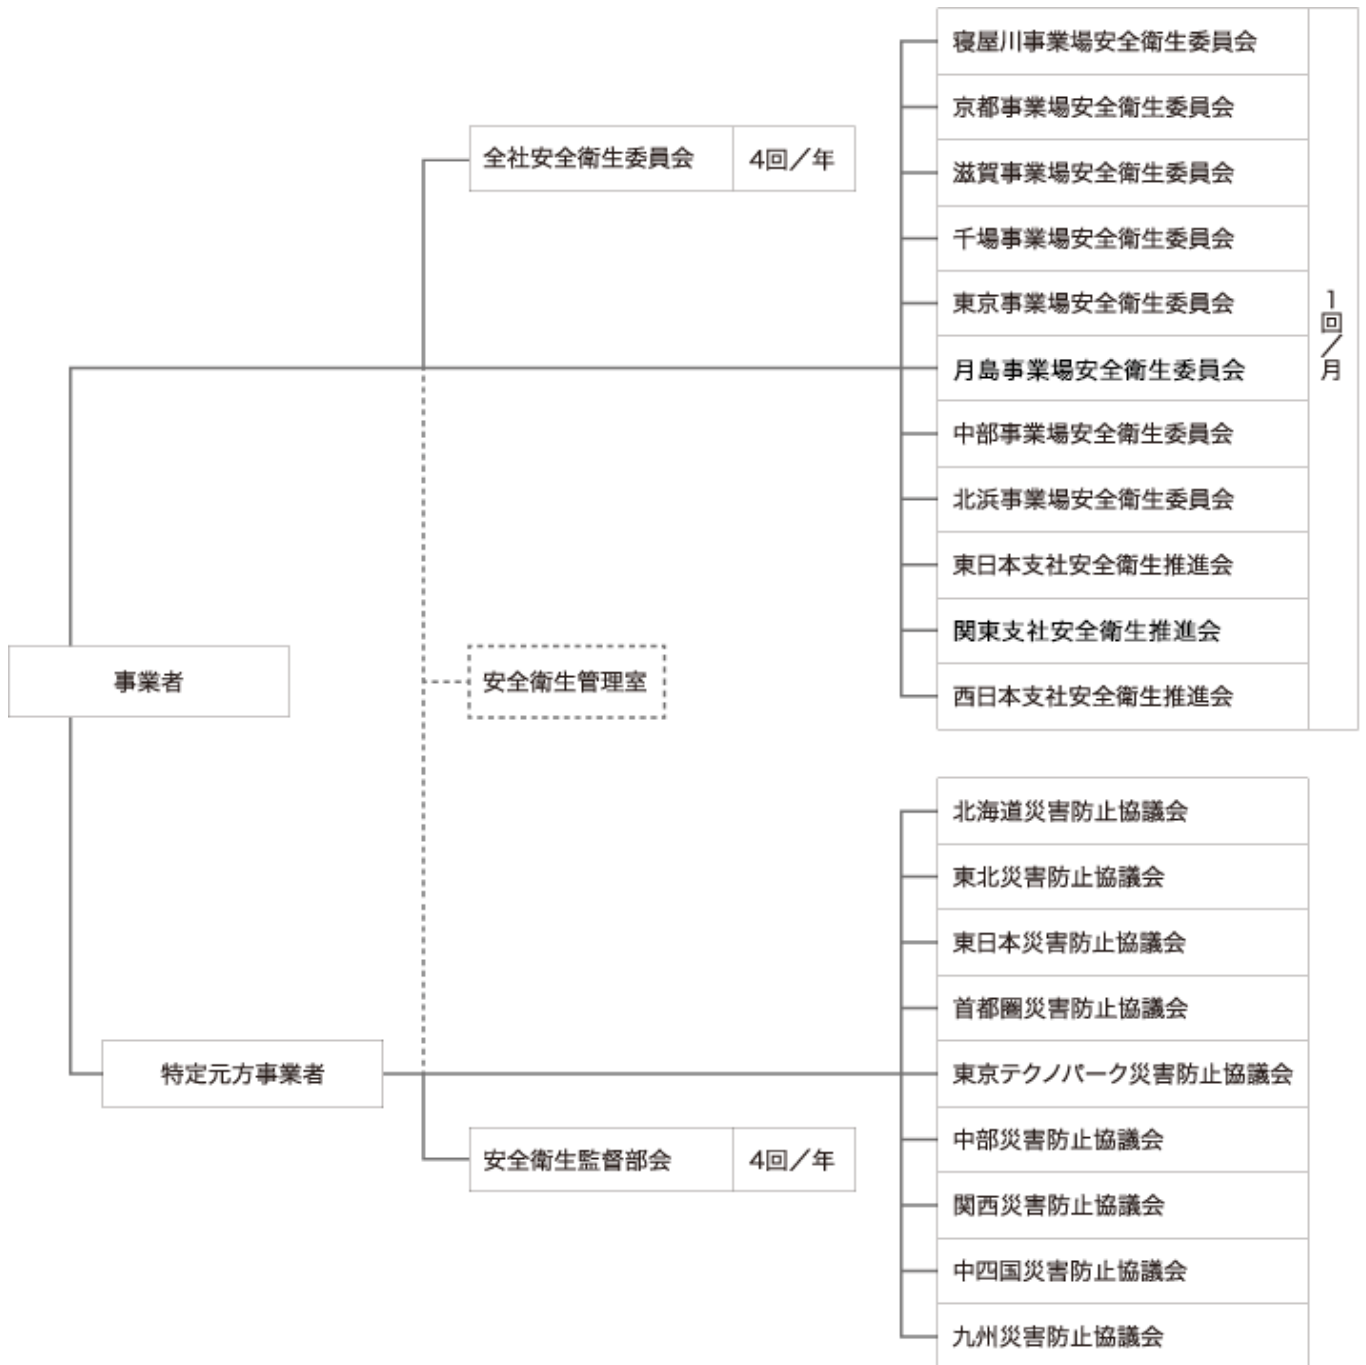 寝屋川事業場安全衛生委員会
京都事業場安全衛生委員会
全社安全衛生委員会 4回／年
滋賀事業場安全衛生委員会
千場事業場安全衛生委員会
東京事業場安全衛生委員会
1回／月
月島事業場安全衛生委員会
中部事業場安全衛生委員会
北浜事業場安全衛生委員会
東日本支社安全衛生推進会
関東支社安全衛生推進会
事業者
安全衛生管理室
西日本支社安全衛生推進会
北海道災害防止協議会
東北災害防止協議会
東日本災害防止協議会
首都圏災害防止協議会
特定元方事業者
東京テクノパーク災害防止協議会
中部災害防止協議会
安全衛生監督部会 4回／年
関西災害防止協議会
中四国災害防止協議会
九州災害防止協議会